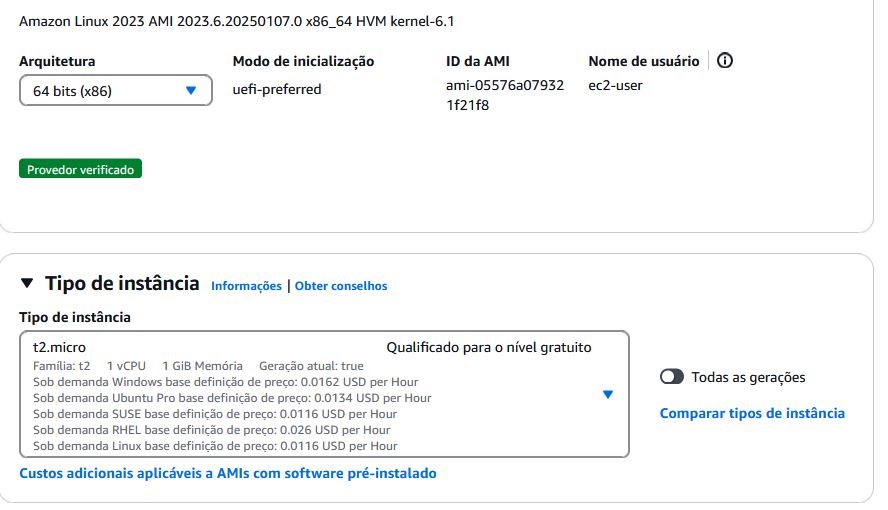 Amazon Linux 2023 AMI 2023.6.20250107.0 x86_64 HVM kernel-6.1
Arquitetura
64 bits (x86)
Modo de inicialização
uefi-preferred
ID da AMI
ami-05576a07932
1f21f8
Nome de usuário
ec2-user
Provedor verificado
Tipo de instância Informações | Obter conselhos
Tipo de instância
t2.micro Qualificado para o nível gratuito
Família: t2 1 vCPU 1 GiB Memória Geração atual: true
Sob demanda Windows base definição de preço: 0.0162 USD per Hour
Sob demanda Ubuntu Pro base definição de preço: 0.0134 USD per Hour
Sob demanda SUSE base definição de preço: 0.0116 USD per Hour
Sob demanda RHEL base definição de preço: 0.026 USD per Hour
Sob demanda Linux base definição de preço: 0.0116 USD per Hour
Todas as gerações
Comparar tipos de instância
Custos adicionais aplicáveis a AMIs com software pré-instalado